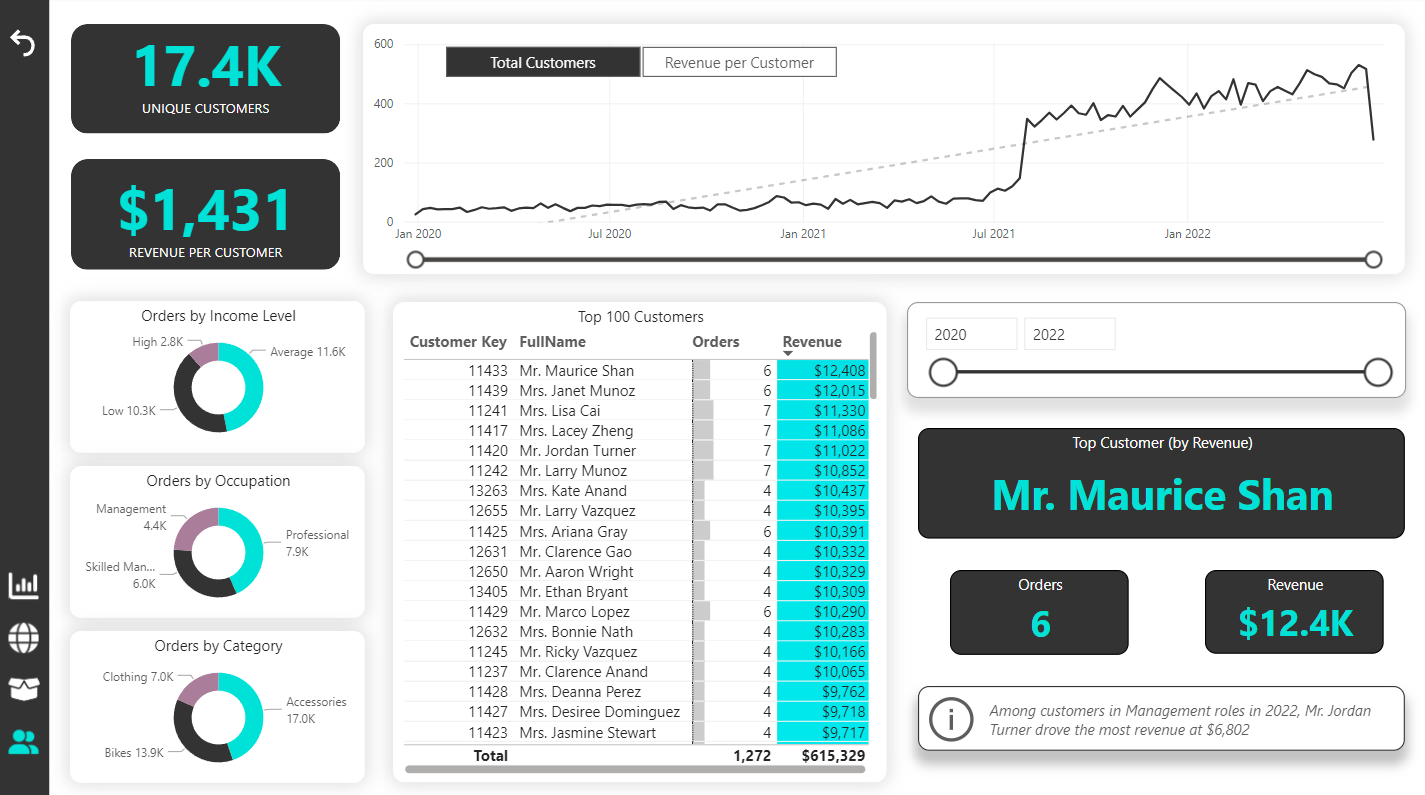 17.4K
UNIQUE CUSTOMERS
$1,431
REVENUE PER CUSTOMER
Total Customers
Revenue per Customer
600
400
200
0
Jan 2020
Jul 2020
Jan 2021
Jul 2021
Jan 2022
Orders by Income Level
High 2.8K
Average 11.6K
Low 10.3K
Orders by Occupation
Management
4.4K
Professional
7.9K
Skilled Man...
6.0K
Orders by Category
Clothing 7.0K
Accessories
17.0K
Bikes 13.9K
Top 100 Customers
Customer Key FullName Orders Revenue
11433 Mr. Maurice Shan 6 $12,408
11439 Mrs. Janet Munoz 6 $12,015
11241 Mrs. Lisa Cai 7 $11,330
11417 Mrs. Lacey Zheng 7 $11,086
11420 Mr. Jordan Turner 7 $11,022
11242 Mr. Larry Munoz 7 $10,852
13263 Mrs. Kate Anand 4 $10,437
12655 Mr. Larry Vazquez 4 $10,395
11425 Mrs. Ariana Gray 6 $10,391
12631 Mr. Clarence Gao 4 $10,332
12650 Mr. Aaron Wright 4 $10,329
13405 Mr. Ethan Bryant 4 $10,309
11429 Mr. Marco Lopez 6 $10,290
12632 Mrs. Bonnie Nath 4 $10,283
11245 Mr. Ricky Vazquez 4 $10,166
11237 Mr. Clarence Anand 4 $10,065
11428 Mrs. Deanna Perez 4 $9,762
11427 Mrs. Desiree Dominguez 4 $9,718
11423 Mrs. Jasmine Stewart 4 $9,717
Total 1,272 $615,329
2020
2022
Top Customer (by Revenue)
Mr. Maurice Shan
Orders
6
Revenue
$12.4K
Among customers in Management roles in 2022, Mr. Jordan
Turner drove the most revenue at $6,802